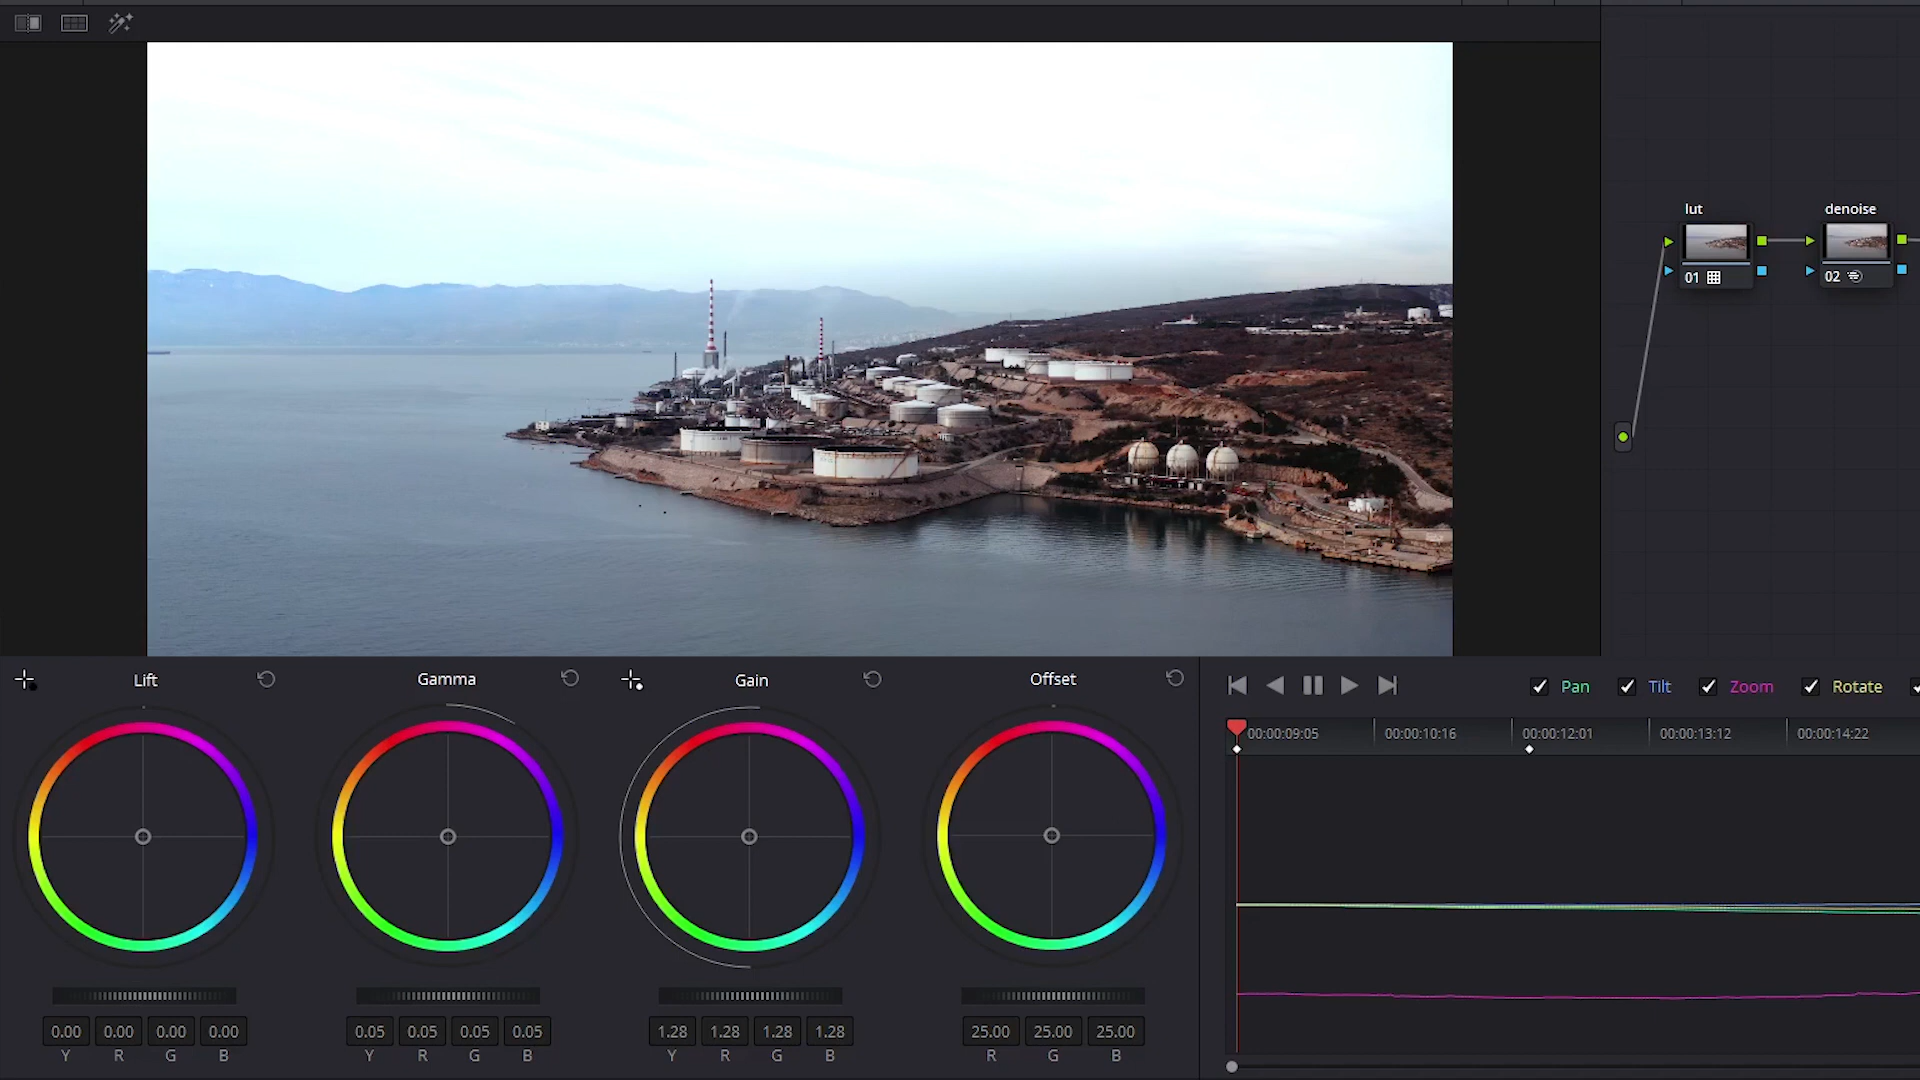 lut
denoise
01
02
Lift
Gamma
Gain
Offset
Pan
Tilt
Zoom
Rotate
00:00:09:05
00:00:10:16
00:00:12:01
00:00:13:12
00:00:14:22
0.00 0.00 0.00 0.00
0.05 0.05 0.05 0.05
1.28 1.28 1.28 1.28
25.00 25.00 25.00
Y R G B
Y R G B
Y R G B
R G B